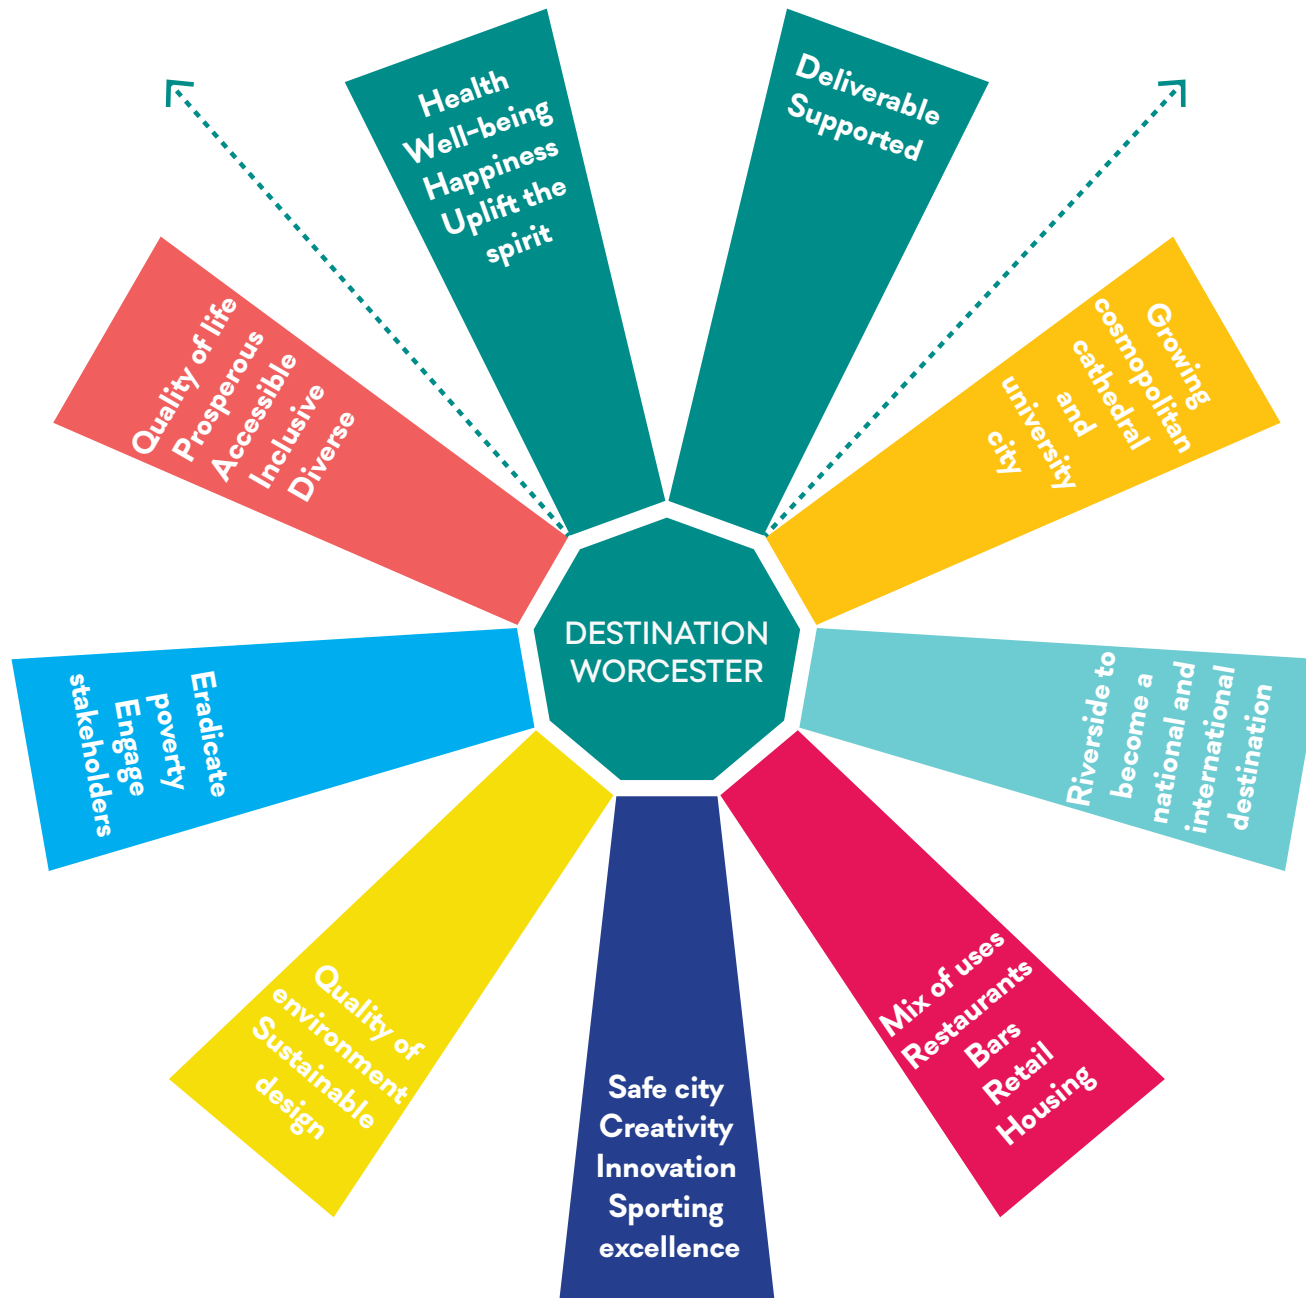 Health
Well-being
Happiness
Uplift the
spirit
Deliverable
Supported
Growing
cosmopolitan
cathedral
and
university
city
Riverside to
become a
national and
international
destination
Mix of uses
Restaurants
Bars
Retail
Housing
Safe city
Creativity
Innovation
Sporting
excellence
Quality of
environment
Sustainable
design
Eradicate
poverty
Engage
stakeholders
Quality of life
Prosperous
Accessible
Inclusive
Diverse
DESTINATION
WORCESTER